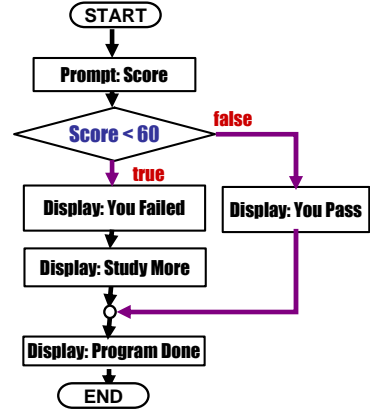 START
Prompt: Score
Score < 60
false
true
Display: You Failed
Display: You Pass
Display: Study More
Display: Program Done
END